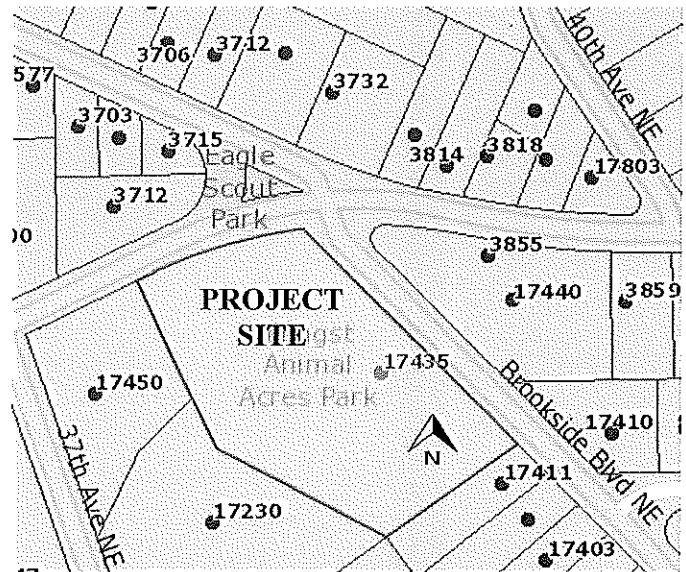 40th Ave NE
3706
3712
577
3732
3703
3715
3814
3818
17803
Eagle
Scout
Park
3712
00
3855
PROJECT
SITE
17440
3859
Animal
Acres Park
17435
17450
Brookside Blvd NE
17410
N
37th Ave NE
17411
17230
17403